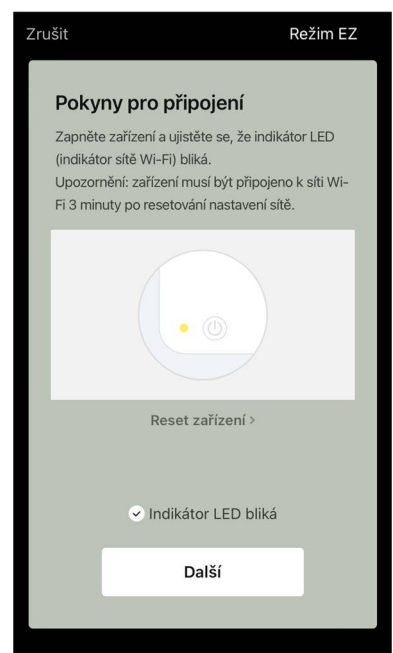 Zrušit Režim EZ
Pokyny pro připojení
Zapněte zařízení a ujistěte se, že indikátor LED
(indikátor sítě Wi-Fi) bliká.
Upozornění: zařízení musí být připojeno k síti Wi-
Fi 3 minuty po resetování nastavení sítě.
Reset zařízení >
Indikátor LED bliká
Další